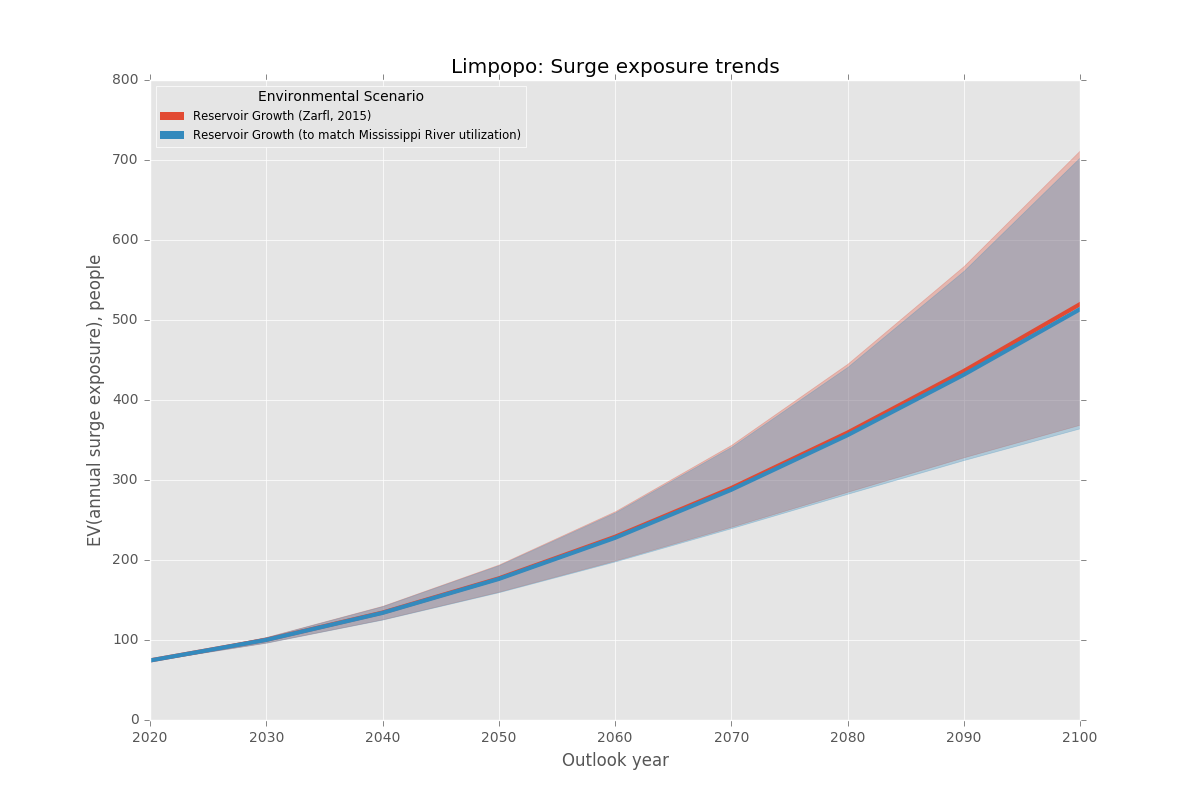 Limpopo: Surge exposure trends
Environmental Scenario
Reservoir Growth (Zarfl, 2015)
Reservoir Growth (to match Mississippi River utilization)
EV(annual surge exposure), people
800
700
600
500
400
300
200
100
0
2020 2030 2040 2050 2060 2070 2080 2090 2100
Outlook year